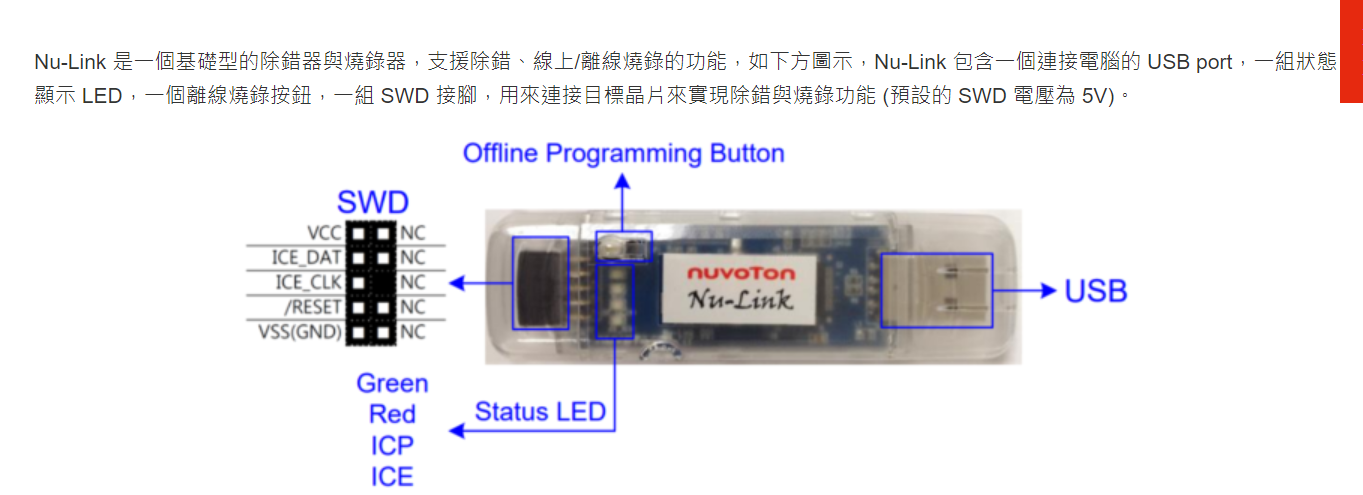 Nu-Link 是一個基礎型的除錯器與燒錄器，支援除錯、線上/離線燒錄的功能，如下方圖示，Nu-Link 包含一個連接電腦的 USB port，一組狀態
顯示 LED，一個離線燒錄按鈕，一組 SWD 接腳，用來連接目標晶片來實現除錯與燒錄功能 (預設的 SWD 電壓為 5V)。
Offline Programming Button
SWD
VCC NC
ICE_DAT NC
ICE_CLK NC
/RESET NC
VSS(GND) NC
nuvoTon
Nu-Link
USB
Status LED
Green
Red
ICP
ICE